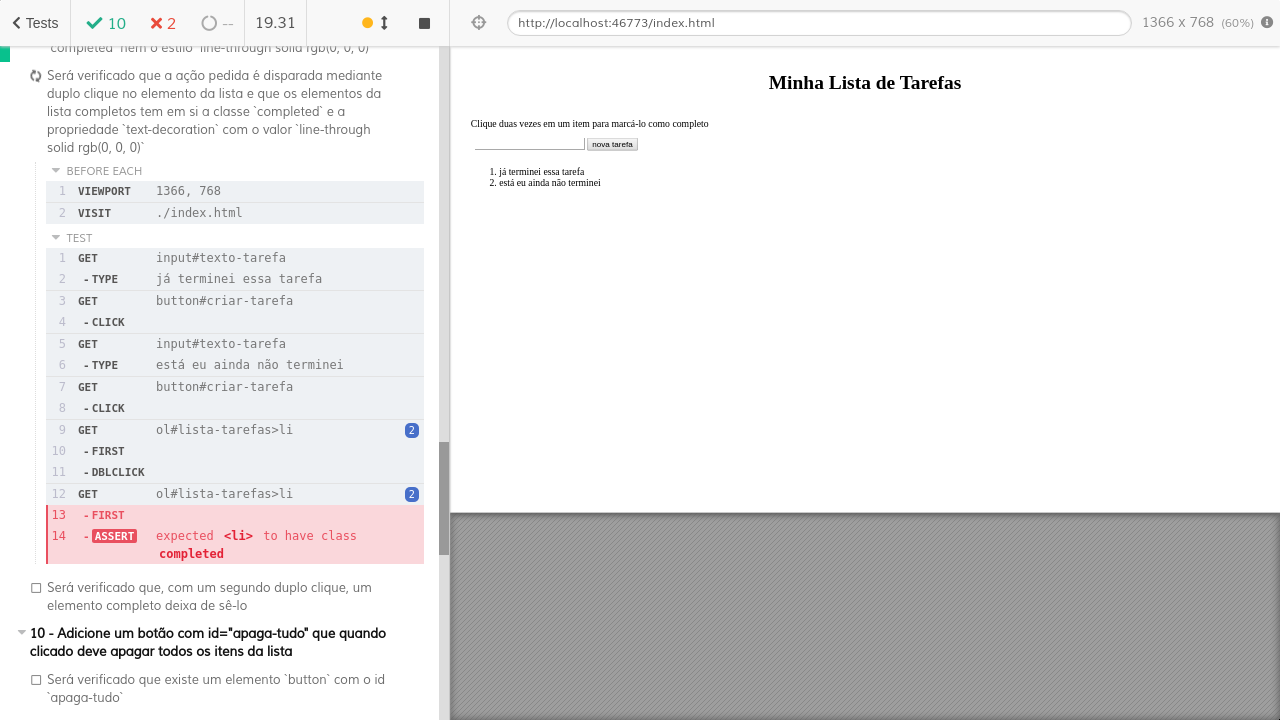 Tests
10
2
--
19.31
`completed` nem o estilo `line-through solid rgb(0, 0, 0)`
Será verificado que a ação pedida é disparada mediante
duplo clique no elemento da lista e que os elementos da
lista completos tem em si a classe `completed` e a
propriedade `text-decoration` com o valor `line-through
solid rgb(0, 0, 0)`
BEFORE EACH
1 VIEWPORT 1366, 768
2 VISIT ./index.html
TEST
1 GET input#texto-tarefa
2 -TYPE já terminei essa tarefa
3 GET button#criar-tarefa
4 -CLICK
5 GET input#texto-tarefa
6 -TYPE está eu ainda não terminei
7 GET button#criar-tarefa
8 -CLICK
9 GET ol#lista-tarefas>li 2
10 -FIRST
11 -DBLCLICK
12 GET ol#lista-tarefas>li 2
13 -FIRST
14 -ASSERT expected <li> to have class
completed
Será verificado que, com um segundo duplo clique, um
elemento completo deixa de sê-lo
10 - Adicione um botão com id="apaga-tudo" que quando
clicado deve apagar todos os itens da lista
Será verificado que existe um elemento `button` com o id
`apaga-tudo`
http://localhost:46773/index.html
1366 x 768 (60%)
Minha Lista de Tarefas
Clique duas vezes em um item para marcá-lo como completo
nova tarefa
1. já terminei essa tarefa
2. está eu ainda não terminei